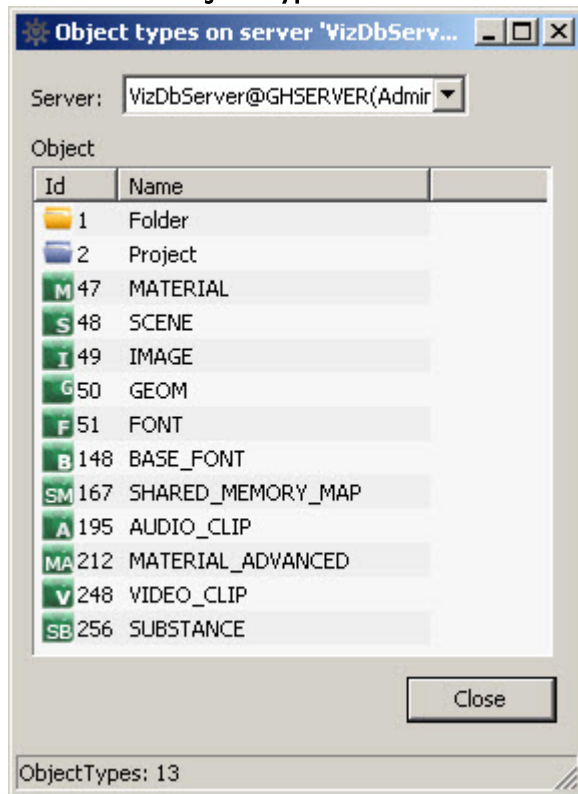 Object types on server 'VizDbServ...
Server: VizDbServer@GHSERVER(Admir
Object
Id Name
1 Folder
2 Project
M 47 MATERIAL
S 48 SCENE
I 49 IMAGE
G 50 GEOM
F 51 FONT
B 148 BASE_FONT
SM 167 SHARED_MEMORY_MAP
A 195 AUDIO_CLIP
MA 212 MATERIAL_ADVANCED
V 248 VIDEO_CLIP
SB 256 SUBSTANCE
Close
ObjectTypes: 13